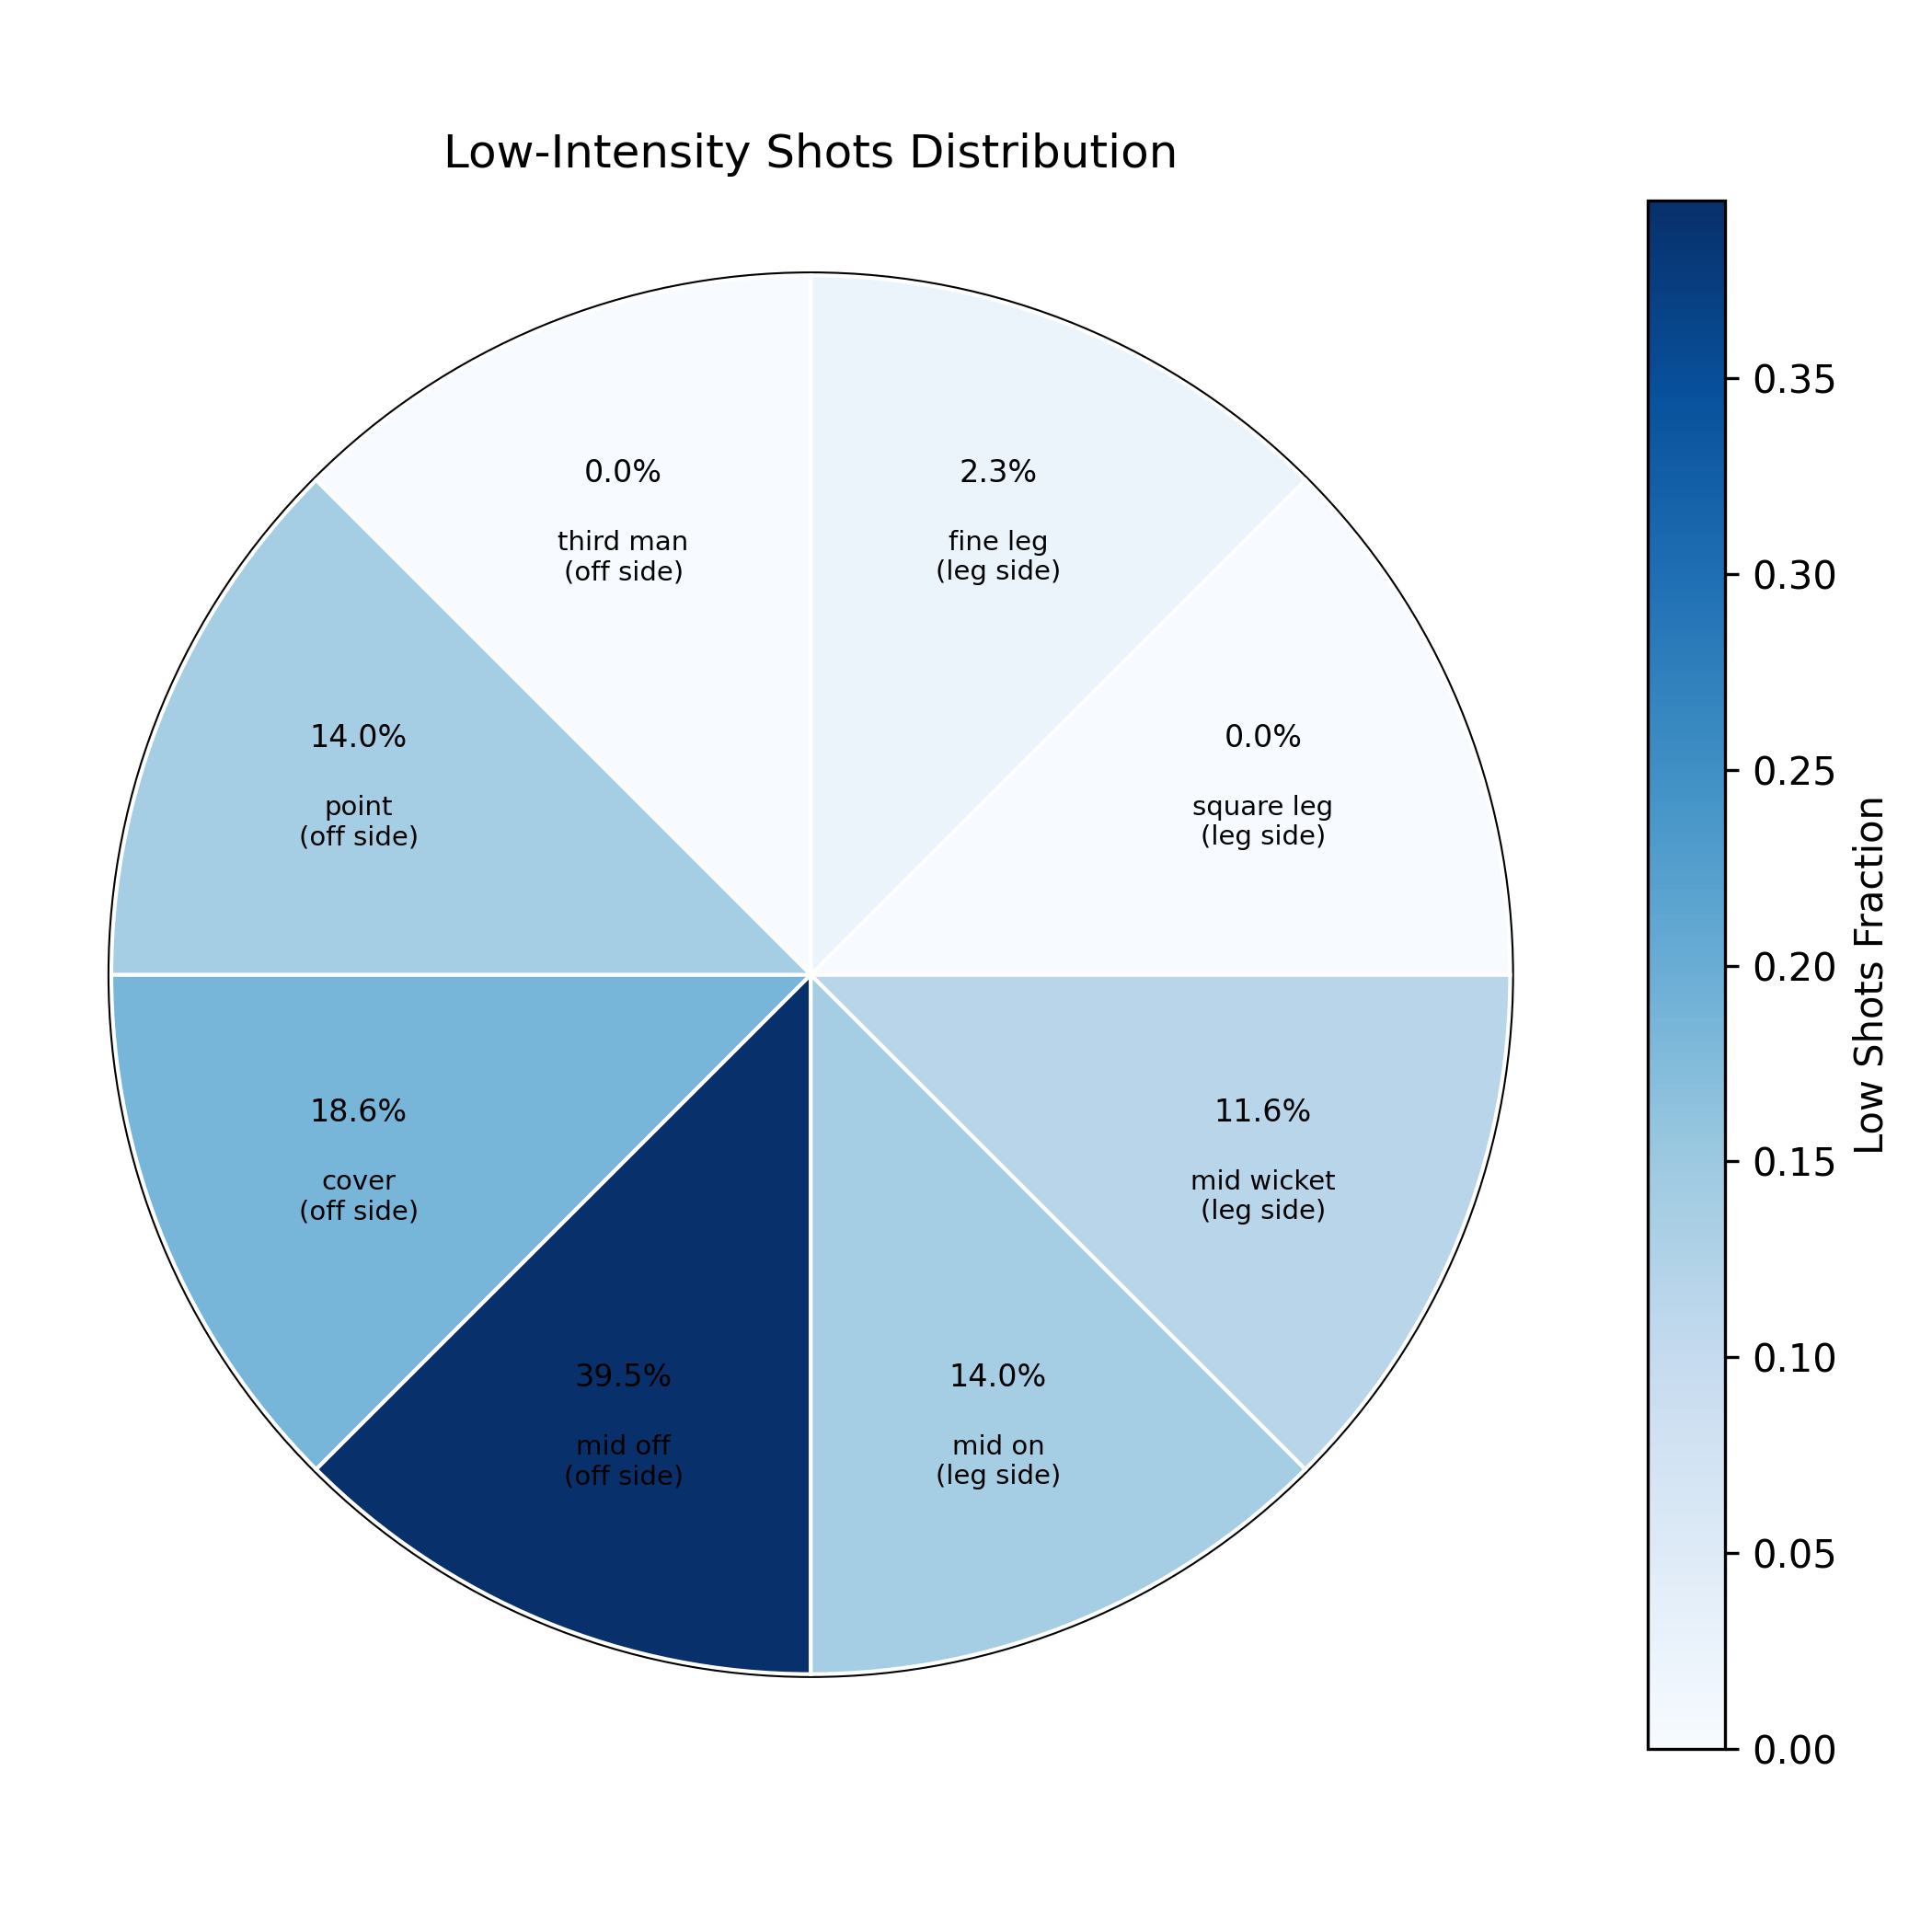 Low-Intensity Shots Distribution
0.0%
third man
(off side)
2.3%
fine leg
(leg side)
14.0%
point
(off side)
0.0%
square leg
(leg side)
18.6%
cover
(off side)
11.6%
mid wicket
(leg side)
39.5%
mid off
(off side)
14.0%
mid on
(leg side)
0.35
0.30
0.25
0.20
0.15
0.10
0.05
0.00
Low Shots Fraction